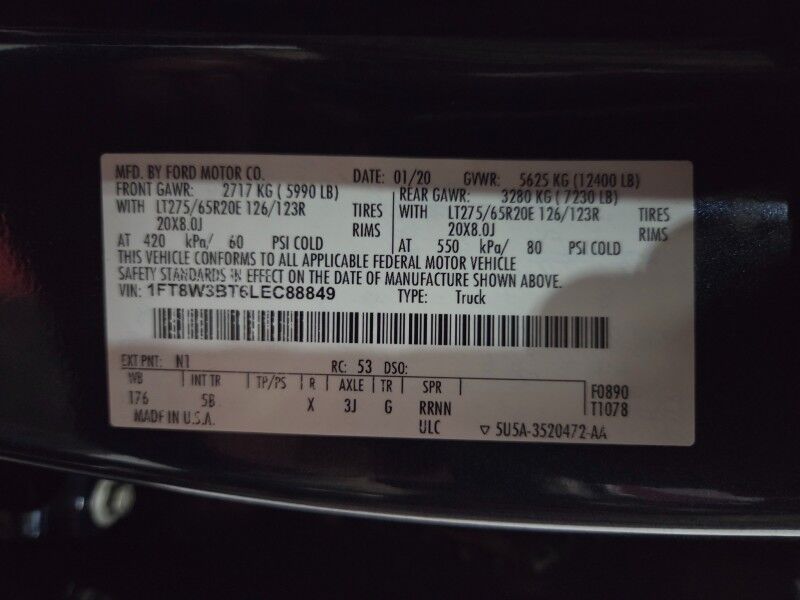 MFD. BY FORD MOTOR CO. DATE: 01/20 GVWR: 5625 KG (12400 LB)
FRONT GAWR: 2717 KG ( 5990 LB) REAR GAWR: 3280 KG ( 7230 LB)
WITH LT275/65R20E 126/123R TIRES WITH LT275/65R20E 126/123R TIRES
20X8.0J RIMS 20X8.0J RIMS
AT 420 kPa/ 60 PSI COLD AT 550 kPa/ 80 PSI COLD
THIS VEHICLE CONFORMS TO ALL APPLICABLE FEDERAL MOTOR VEHICLE
SAFETY STANDARDS IN EFFECT ON THE DATE OF MANUFACTURE SHOWN ABOVE.
VIN: 1FT8W3BT6LEC88849 TYPE: Truck
EXT PNT: N1 RC: 53 DSO:
WB INT TR TP/PS R AXLE TR SPR F0890
176 5B X 3J G RRNN T1078
MADE IN U.S.A. ULC ▽ 5U5A-3520472-AA